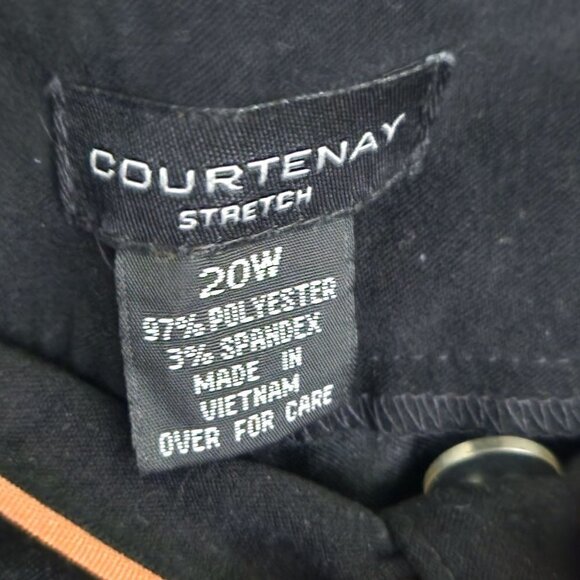 COURTENAY
STRETCH
20W
97% POLYESTER
3% SPANDEX
MADE IN
VIETNAM
OVER FOR CARE